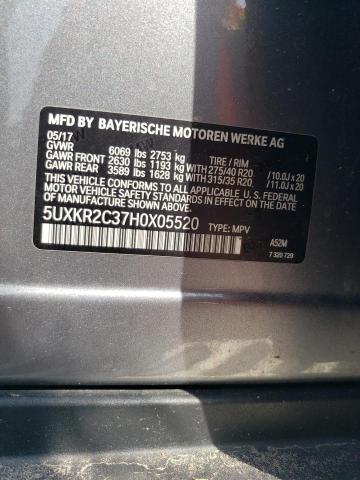 MFD BY BAYERISCHE MOTOREN WERKE AG
05/17
GVWR 6069 lbs 2753 kg TIRE / RIM
GAWR FRONT 2630 lbs 1193 kg WITH 275/40 R20 /10.0J x 20
GAWR REAR 3589 lbs 1628 kg WITH 315/35 R20 /11.0J x 20
THIS VEHICLE CONFORMS TO ALL APPLICABLE U. S. FEDERAL
MOTOR VEHICLE SAFETY STANDARDS IN EFFECT
ON THE DATE OF MANUFACTURE SHOWN ABOVE.
5UXKR2C37H0X05520 TYPE: MPV
A52M
7 320 729